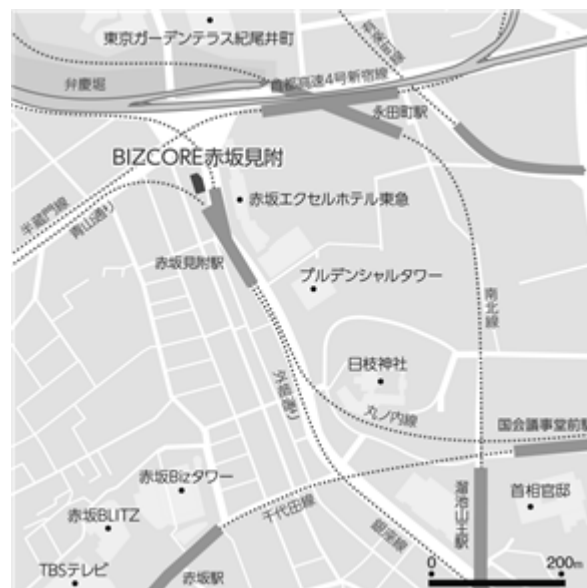 東京ガーデンテラス紀尾井町
弁慶堀
首都高速4号新宿線
永田町駅
BIZCORE赤坂見附
赤坂エクセルホテル東急
半蔵門線
青山通り
赤坂見附駅
プルデンシャルタワー
南北線
日枝神社
外堀通り
丸ノ内線
国会議事堂前駅
赤坂Bizタワー
千代田線
溜池山王駅
首相官邸
赤坂BLITZ
銀座線
TBSテレビ
赤坂駅
0
200m